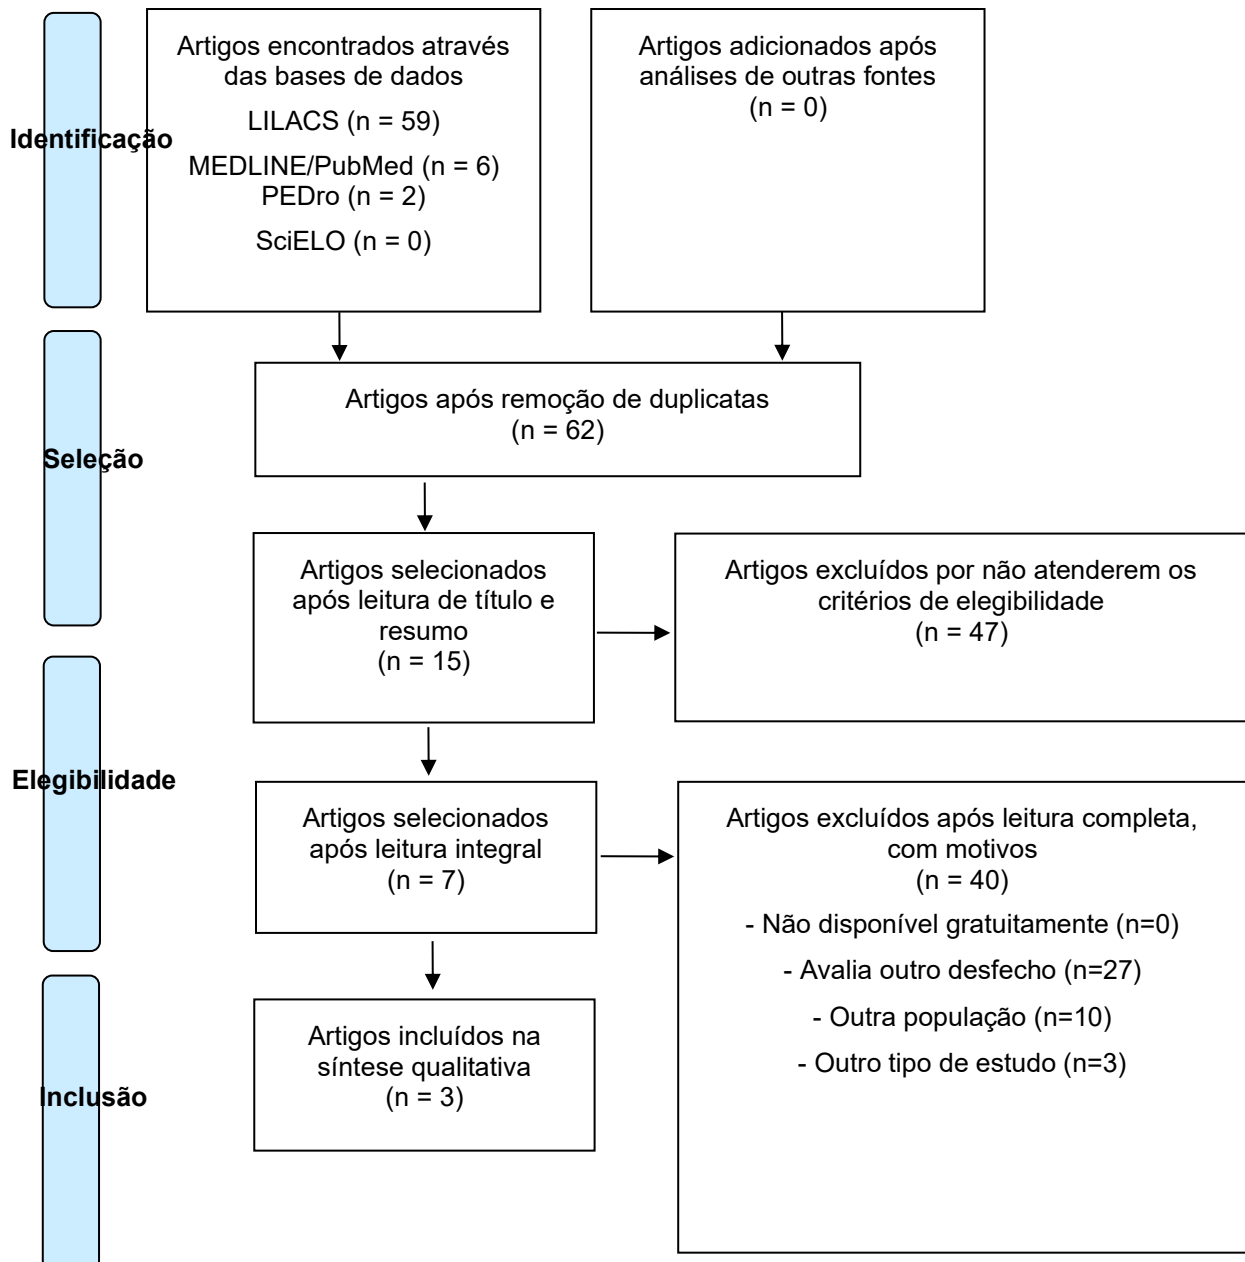 Identificação
Artigos encontrados através
das bases de dados
LILACS (n = 59)
MEDLINE/PubMed (n = 6)
PEDro (n = 2)
SciELO (n = 0)
Artigos adicionados após
análises de outras fontes
(n = 0)
Seleção
Artigos após remoção de duplicatas
(n = 62)
Artigos selecionados
após leitura de título e
resumo
(n = 15)
Artigos excluídos por não atenderem os
critérios de elegibilidade
(n = 47)
Elegibilidade
Artigos selecionados
após leitura integral
(n = 7)
Artigos excluídos após leitura completa,
com motivos
(n = 40)
- Não disponível gratuitamente (n=0)
- Avalia outro desfecho (n=27)
- Outra população (n=10)
- Outro tipo de estudo (n=3)
Inclusão
Artigos incluídos na
síntese qualitativa
(n = 3)